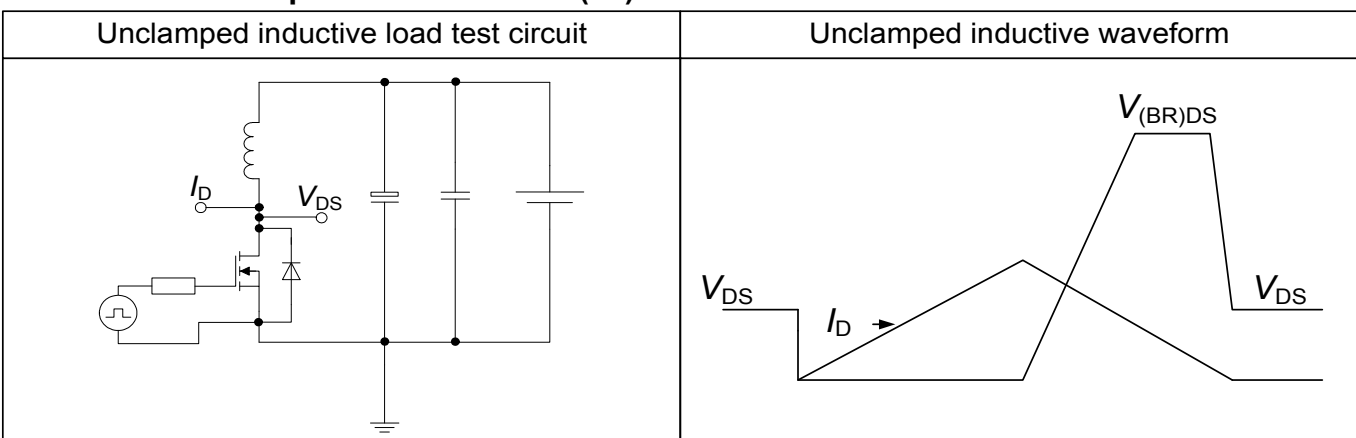 Unclamped inductive load test circuit
Unclamped inductive waveform
V(BR)DS
ID
VDS
VDS
VDS
ID